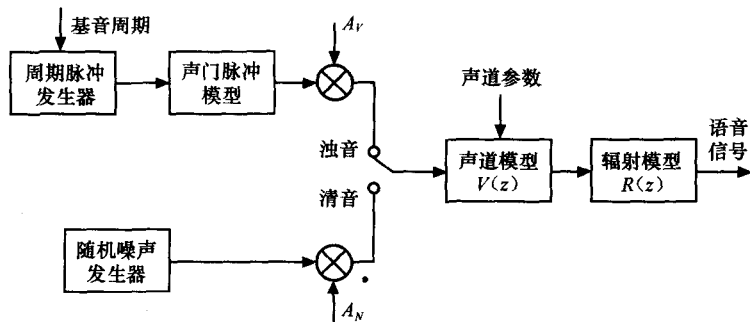 基音周期
周期脉冲
发生器
声门脉冲
模型
A_V
浊音
清音
随机噪声
发生器
A_N
声道参数
声道模型
V(z)
辐射模型
R(z)
语音
信号